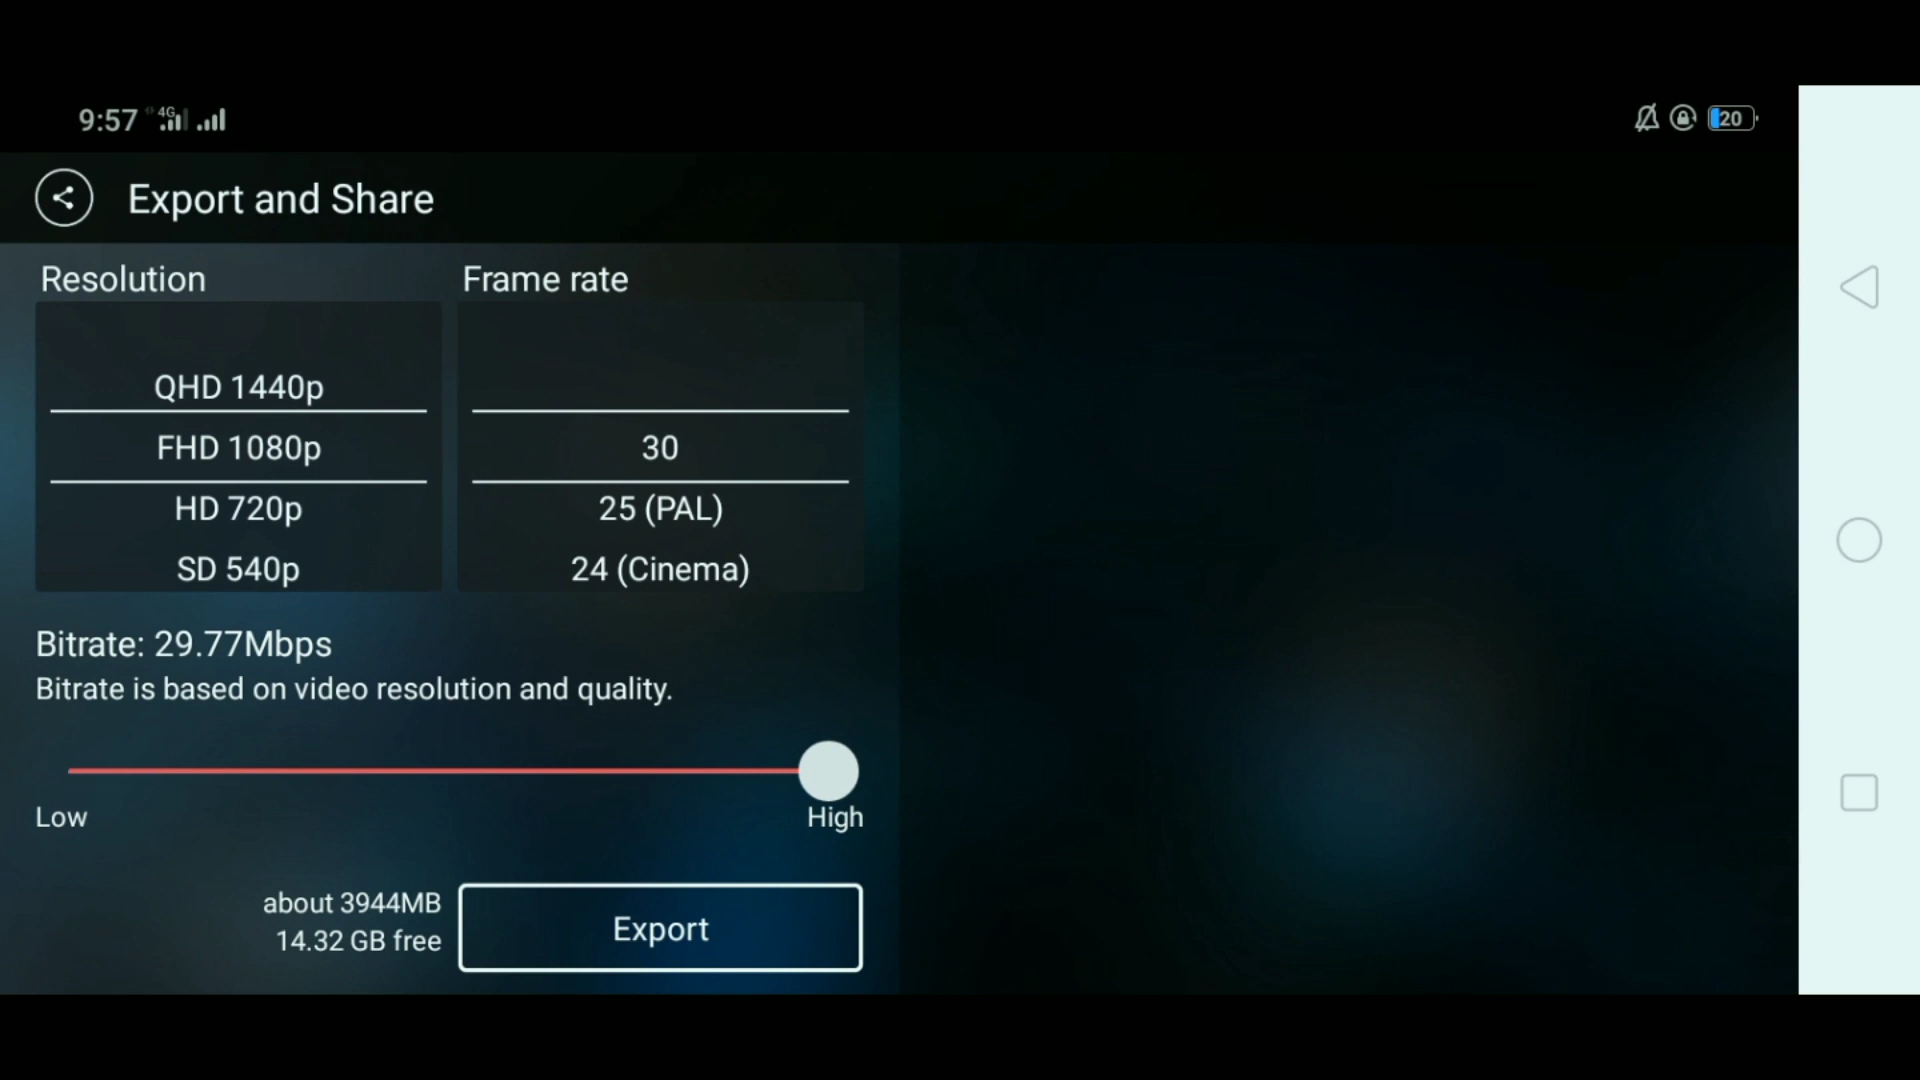 9:57 4G 20
Export and Share
Resolution
Frame rate
QHD 1440p
FHD 1080p
HD 720p
SD 540p
30
25 (PAL)
24 (Cinema)
Bitrate: 29.77Mbps
Bitrate is based on video resolution and quality.
Low
High
about 3944MB
14.32 GB free
Export